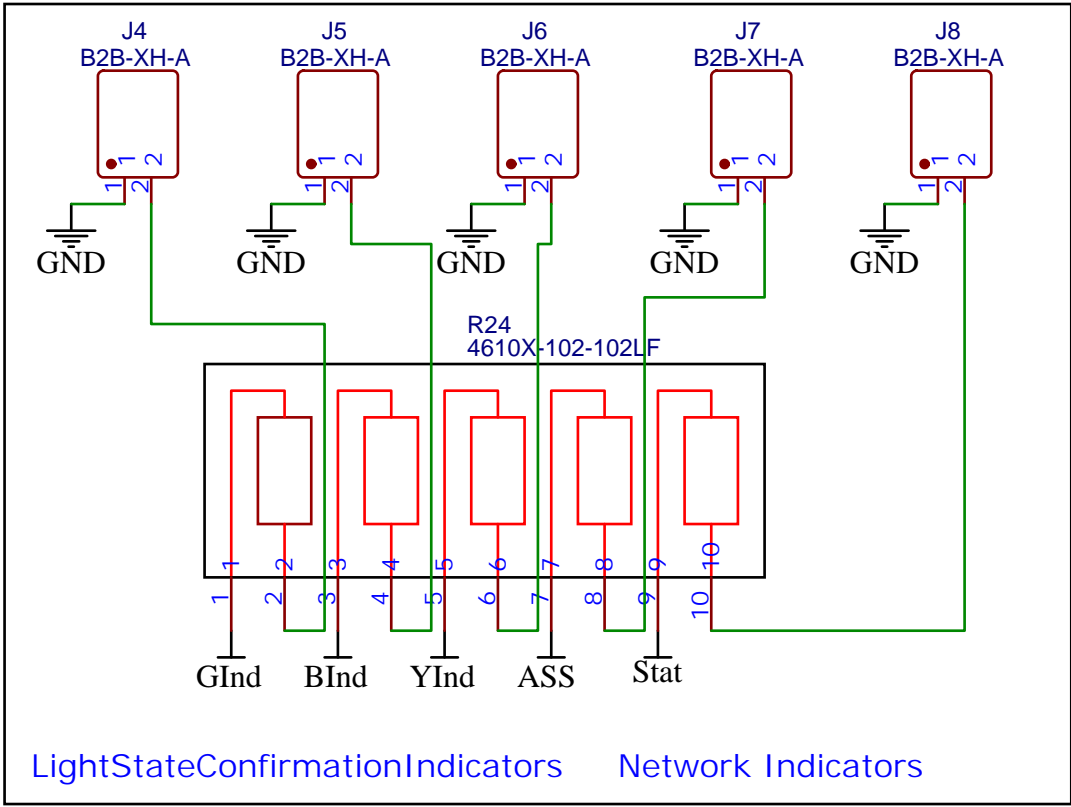 J4 J5 J6 J7 J8
B2B-XH-A B2B-XH-A B2B-XH-A B2B-XH-A B2B-XH-A
1 2 1 2 1 2 1 2 1 2
1 2 1 2 1 2 1 2 1 2
GND GND GND GND GND
R24
4610X-102-102LF
1 2 3 4 5 6 7 8 9 10
1 2 3 4 5 6 7 8 9 10
GInd BInd YInd ASS Stat
LightStateConfirmationIndicators Network Indicators